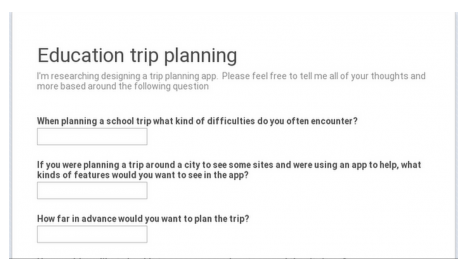 Education trip planning
I'm researching designing a trip planning app. Please feel free to tell me all of your thoughts and
more based around the following question
When planning a school trip what kind of difficulties do you often encounter?
If you were planning a trip around a city to see some sites and were using an app to help, what
kinds of features would you want to see in the app?
How far in advance would you want to plan the trip?